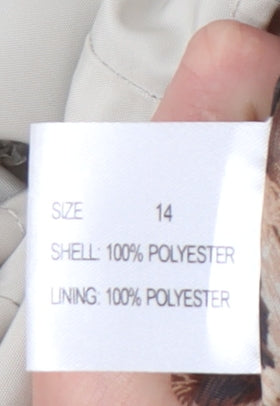 SIZE 14
SHELL: 100% POLYESTER
LINING: 100% POLYESTER